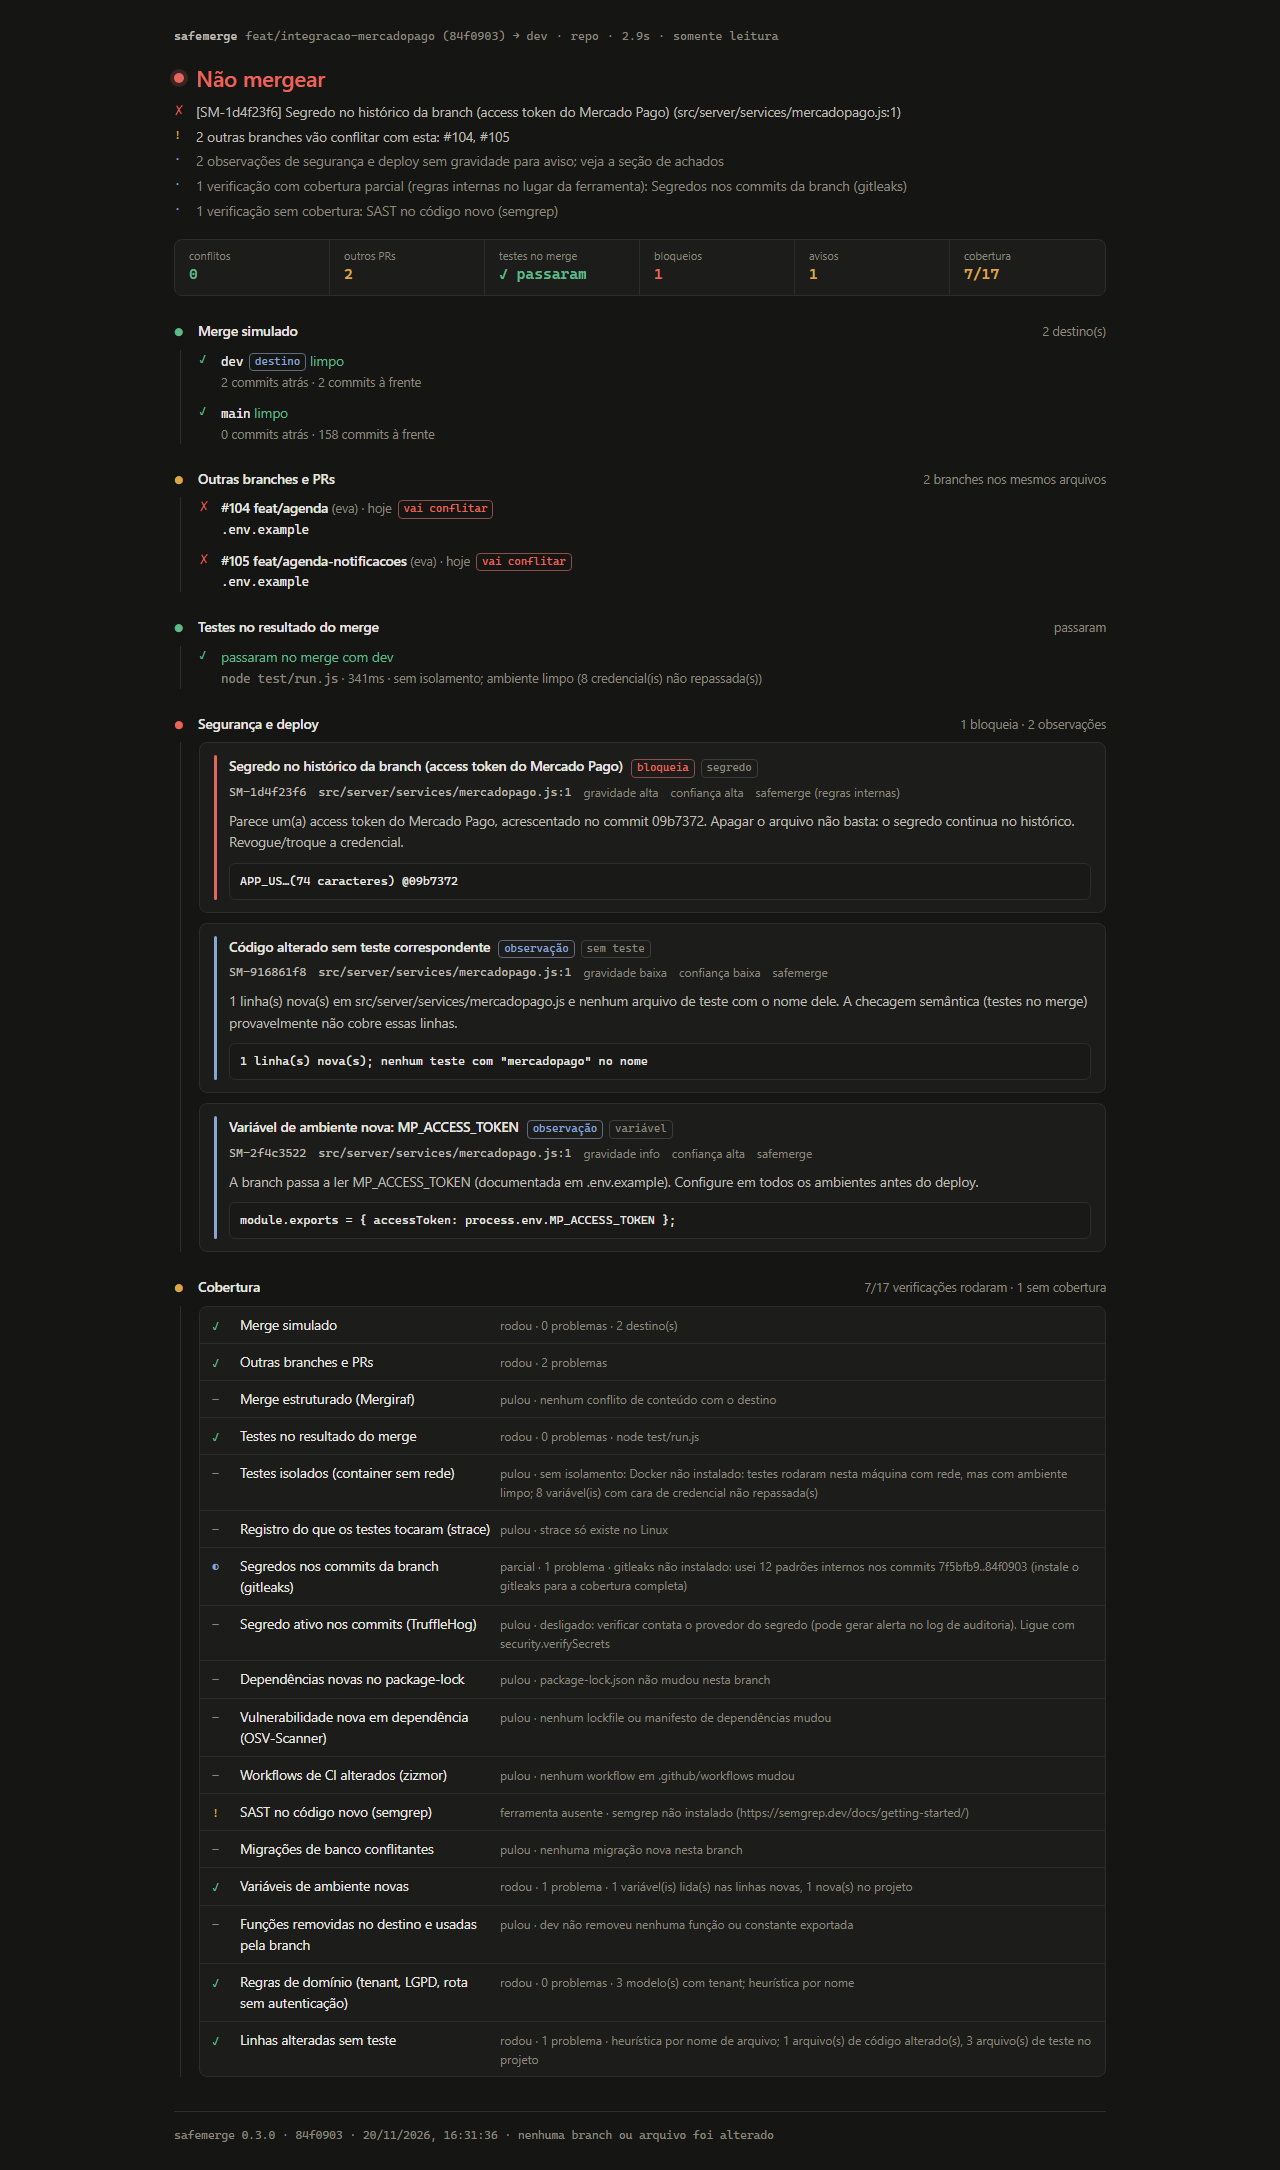 safemerge feat/integracao-mercadopago (84f0903) → dev · repo · 2.9s · somente leitura
Não mergear
✗ [SM-1d4f23f6] Segredo no histórico da branch (access token do Mercado Pago) (src/server/services/mercadopago.js:1)
! 2 outras branches vão conflitar com esta: #104, #105
· 2 observações de segurança e deploy sem gravidade para aviso; veja a seção de achados
· 1 verificação com cobertura parcial (regras internas no lugar da ferramenta): Segredos nos commits da branch (gitleaks)
· 1 verificação sem cobertura: SAST no código novo (semgrep)
conflitos outros PRs testes no merge bloqueios avisos cobertura
0 2 ✓ passaram 1 1 7/17
Merge simulado 2 destino(s)
✓ dev destino limpo
2 commits atrás · 2 commits à frente
✓ main limpo
0 commits atrás · 158 commits à frente
Outras branches e PRs 2 branches nos mesmos arquivos
✗ #104 feat/agenda (eva) · hoje vai conflitar
.env.example
✗ #105 feat/agenda-notificacoes (eva) · hoje vai conflitar
.env.example
Testes no resultado do merge passaram
✓ passaram no merge com dev
node test/run.js · 341ms · sem isolamento; ambiente limpo (8 credencial(is) não repassada(s))
Segurança e deploy 1 bloqueia · 2 observações
Segredo no histórico da branch (access token do Mercado Pago) bloqueia segredo
SM-1d4f23f6 src/server/services/mercadopago.js:1 gravidade alta confiança alta safemerge (regras internas)
Parece um(a) access token do Mercado Pago, acrescentado no commit 09b7372. Apagar o arquivo não basta: o segredo continua no histórico.
Revogue/troque a credencial.
APP_US…(74 caracteres) @09b7372
Código alterado sem teste correspondente observação sem teste
SM-916861f8 src/server/services/mercadopago.js:1 gravidade baixa confiança baixa safemerge
1 linha(s) nova(s) em src/server/services/mercadopago.js e nenhum arquivo de teste com o nome dele. A checagem semântica (testes no merge)
provavelmente não cobre essas linhas.
1 linha(s) nova(s); nenhum teste com "mercadopago" no nome
Variável de ambiente nova: MP_ACCESS_TOKEN observação variável
SM-2f4c3522 src/server/services/mercadopago.js:1 gravidade info confiança alta safemerge
A branch passa a ler MP_ACCESS_TOKEN (documentada em .env.example). Configure em todos os ambientes antes do deploy.
module.exports = { accessToken: process.env.MP_ACCESS_TOKEN };
Cobertura 7/17 verificações rodaram · 1 sem cobertura
✓ Merge simulado rodou · 0 problemas · 2 destino(s)
✓ Outras branches e PRs rodou · 2 problemas
– Merge estruturado (Mergiraf) pulou · nenhum conflito de conteúdo com o destino
✓ Testes no resultado do merge rodou · 0 problemas · node test/run.js
– Testes isolados (container sem rede) pulou · sem isolamento: Docker não instalado: testes rodaram nesta máquina com rede, mas com ambiente
limpo; 8 variável(is) com cara de credencial não repassada(s)
– Registro do que os testes tocaram (strace) pulou · strace só existe no Linux
◐ Segredos nos commits da branch parcial · 1 problema · gitleaks não instalado: usei 12 padrões internos nos commits 7f5bfb9..84f0903 (instale o
(gitleaks) gitleaks para a cobertura completa)
– Segredo ativo nos commits (TruffleHog) pulou · desligado: verificar contata o provedor do segredo (pode gerar alerta no log de auditoria). Ligue com
security.verifySecrets
– Dependências novas no package-lock pulou · package-lock.json não mudou nesta branch
– Vulnerabilidade nova em dependência pulou · nenhum lockfile ou manifesto de dependências mudou
(OSV-Scanner)
– Workflows de CI alterados (zizmor) pulou · nenhum workflow em .github/workflows mudou
! SAST no código novo (semgrep) ferramenta ausente · semgrep não instalado (https://semgrep.dev/docs/getting-started/)
– Migrações de banco conflitantes pulou · nenhuma migração nova nesta branch
✓ Variáveis de ambiente novas rodou · 1 problema · 1 variável(is) lida(s) nas linhas novas, 1 nova(s) no projeto
– Funções removidas no destino e usadas pulou · dev não removeu nenhuma função ou constante exportada
pela branch
✓ Regras de domínio (tenant, LGPD, rota rodou · 0 problemas · 3 modelo(s) com tenant; heurística por nome
sem autenticação)
✓ Linhas alteradas sem teste rodou · 1 problema · heurística por nome de arquivo; 1 arquivo(s) de código alterado(s), 3 arquivo(s) de teste no
projeto
safemerge 0.3.0 · 84f0903 · 20/11/2026, 16:31:36 · nenhuma branch ou arquivo foi alterado